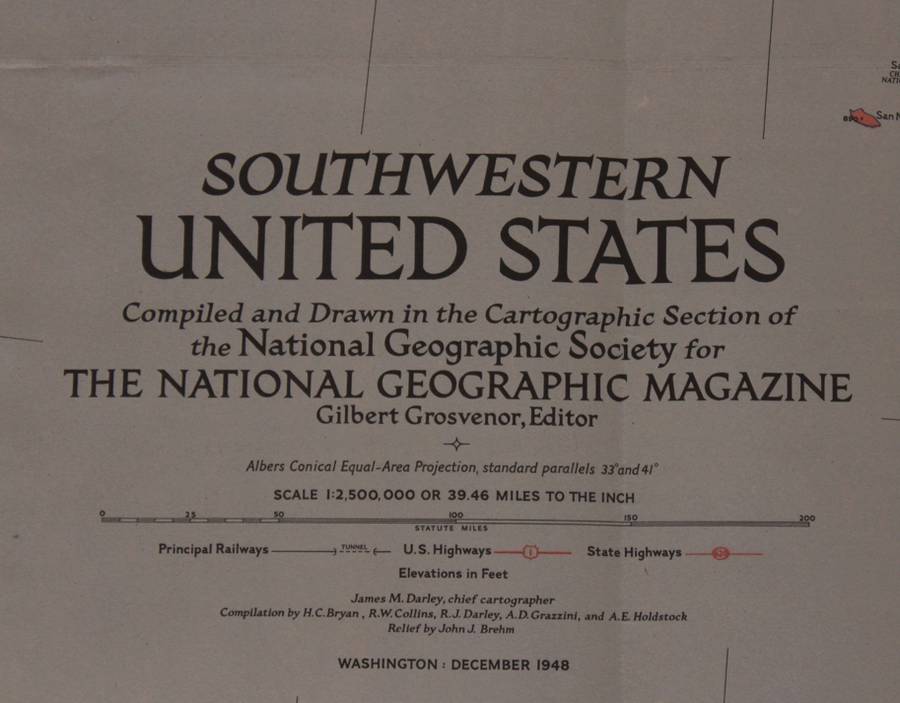 SOUTHWESTERN
UNITED STATES
Compiled and Drawn in the Cartographic Section of
the National Geographic Society for
THE NATIONAL GEOGRAPHIC MAGAZINE
Gilbert Grosvenor, Editor
Albers Conical Equal-Area Projection, standard parallels 33° and 41°
SCALE 1:2,500,000 OR 39.46 MILES TO THE INCH
0 25 50 100 150 200
STATUTE MILES
Principal Railways TUNNEL U.S. Highways 1 State Highways
Elevations in Feet
James M. Darley, chief cartographer
Compilation by H.C. Bryan, R.W. Collins, R.J. Darley, A.D. Grazzini, and A.E. Holdstock
Relief by John J. Brehm
WASHINGTON : DECEMBER 1948